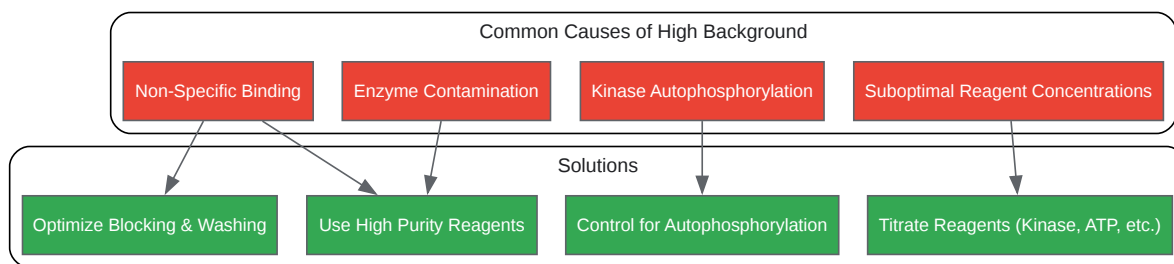 Common Causes of High Background
Non-Specific Binding
Enzyme Contamination
Kinase Autophosphorylation
Suboptimal Reagent Concentrations
Solutions
Optimize Blocking & Washing
Use High Purity Reagents
Control for Autophosphorylation
Titrate Reagents (Kinase, ATP, etc.)